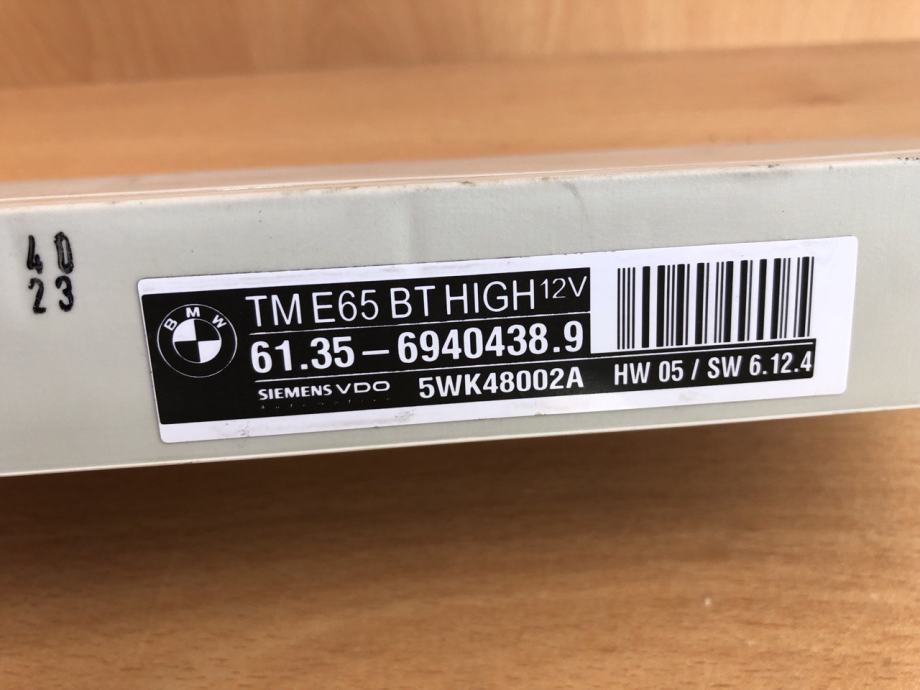 40
23
BMW
TM E65 BT HIGH 12V
61.35 – 6940438.9
SIEMENS VDO
5WK48002A
HW 05 / SW 6.12.4